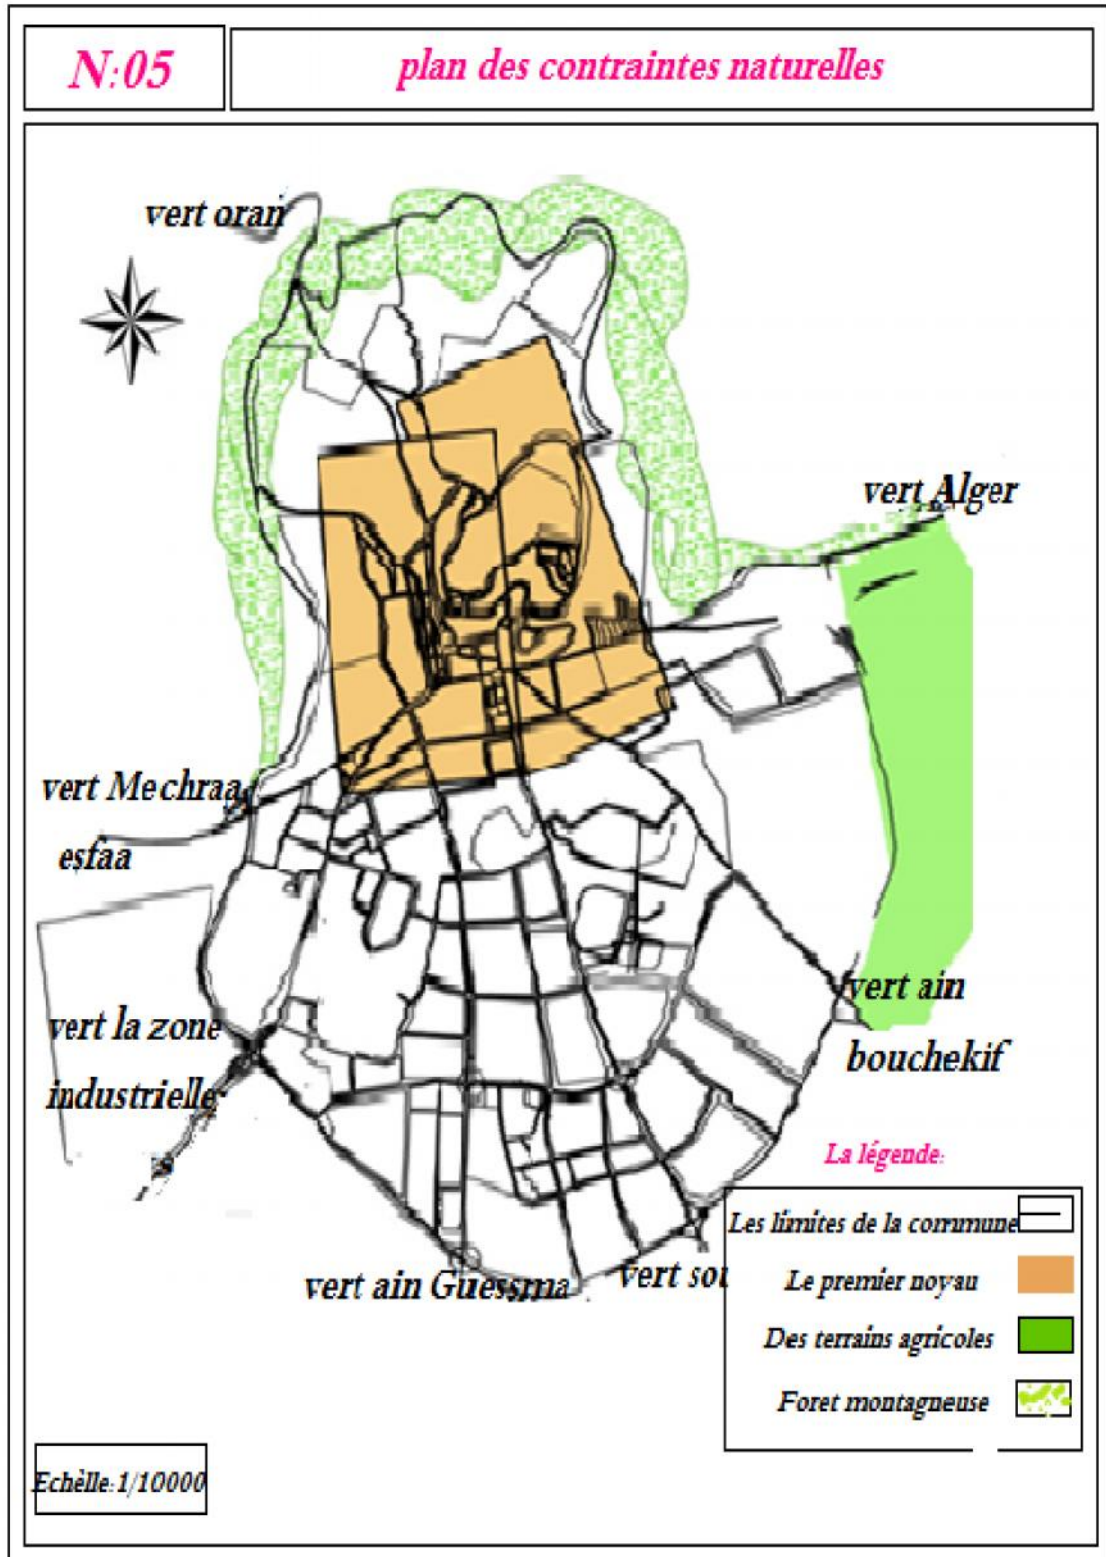 N:05
plan des contraintes naturelles
vert oran
vert Alger
vert Mechraa
esfaa
vert ain
bouchekif
vert la zone
industrielle
vert ain Guessma
vert sou
La légende:
Les limites de la commune
Le premier noyau
Des terrains agricoles
Foret montagneuse
Echèlle:1/10000